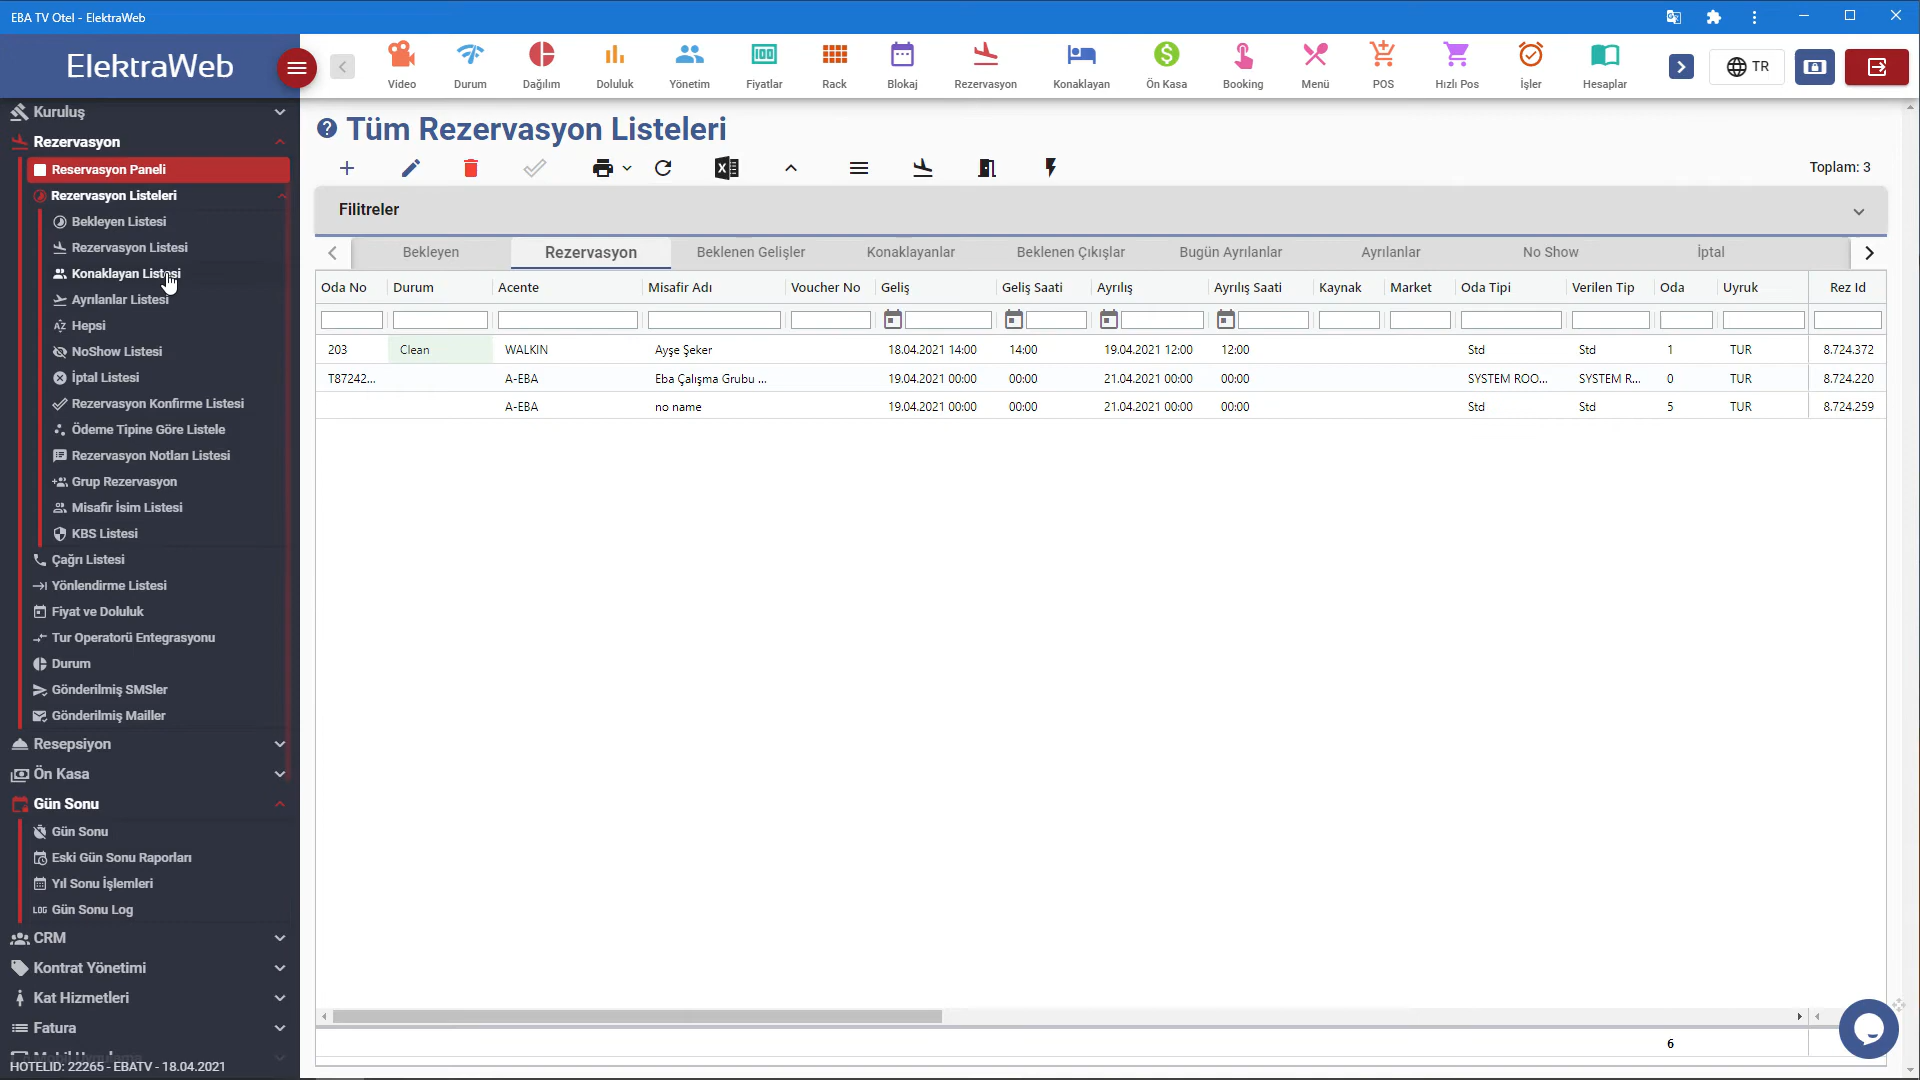 EBA TV Otel - ElektraWeb
ElektraWeb
Video
Durum
Dağılım
Doluluk
Yönetim
Fiyatlar
Rack
Blokaj
Rezervasyon
Konaklayan
Ön Kasa
Booking
Menü
POS
Hızlı Pos
İşler
Hesaplar
TR
Kuruluş
Rezervasyon
Reservasyon Paneli
Rezervasyon Listeleri
Bekleyen Listesi
Rezervasyon Listesi
Konaklayan Listesi
Ayrılanlar Listesi
Hepsi
NoShow Listesi
İptal Listesi
Rezervasyon Konfirme Listesi
Ödeme Tipine Göre Listele
Rezervasyon Notları Listesi
Grup Rezervasyon
Misafir İsim Listesi
KBS Listesi
Çağrı Listesi
Yönlendirme Listesi
Fiyat ve Doluluk
Tur Operatorü Entegrasyonu
Durum
Gönderilmiş SMSler
Gönderilmiş Mailler
Resepsiyon
Ön Kasa
Gün Sonu
Gün Sonu
Eski Gün Sonu Raporları
Yıl Sonu İşlemleri
LOG Gün Sonu Log
CRM
Kontrat Yönetimi
Kat Hizmetleri
Fatura
HOTELID: 22265 - EBATV - 18.04.2021
Tüm Rezervasyon Listeleri
Toplam: 3
Filitreler
Bekleyen Rezervasyon Beklenen Gelişler Konaklayanlar Beklenen Çıkışlar Bugün Ayrılanlar Ayrılanlar No Show İptal
Oda No Durum Acente Misafir Adı Voucher No Geliş Geliş Saati Ayrılış Ayrılış Saati Kaynak Market Oda Tipi Verilen Tip Oda Uyruk Rez Id
203 Clean WALKIN Ayşe Şeker 18.04.2021 14:00 14:00 19.04.2021 12:00 12:00 Std Std 1 TUR 8.724.372
T87242... A-EBA Eba Çalışma Grubu ... 19.04.2021 00:00 00:00 21.04.2021 00:00 00:00 SYSTEM ROO... SYSTEM R... 0 TUR 8.724.220
A-EBA no name 19.04.2021 00:00 00:00 21.04.2021 00:00 00:00 Std Std 5 TUR 8.724.259
6